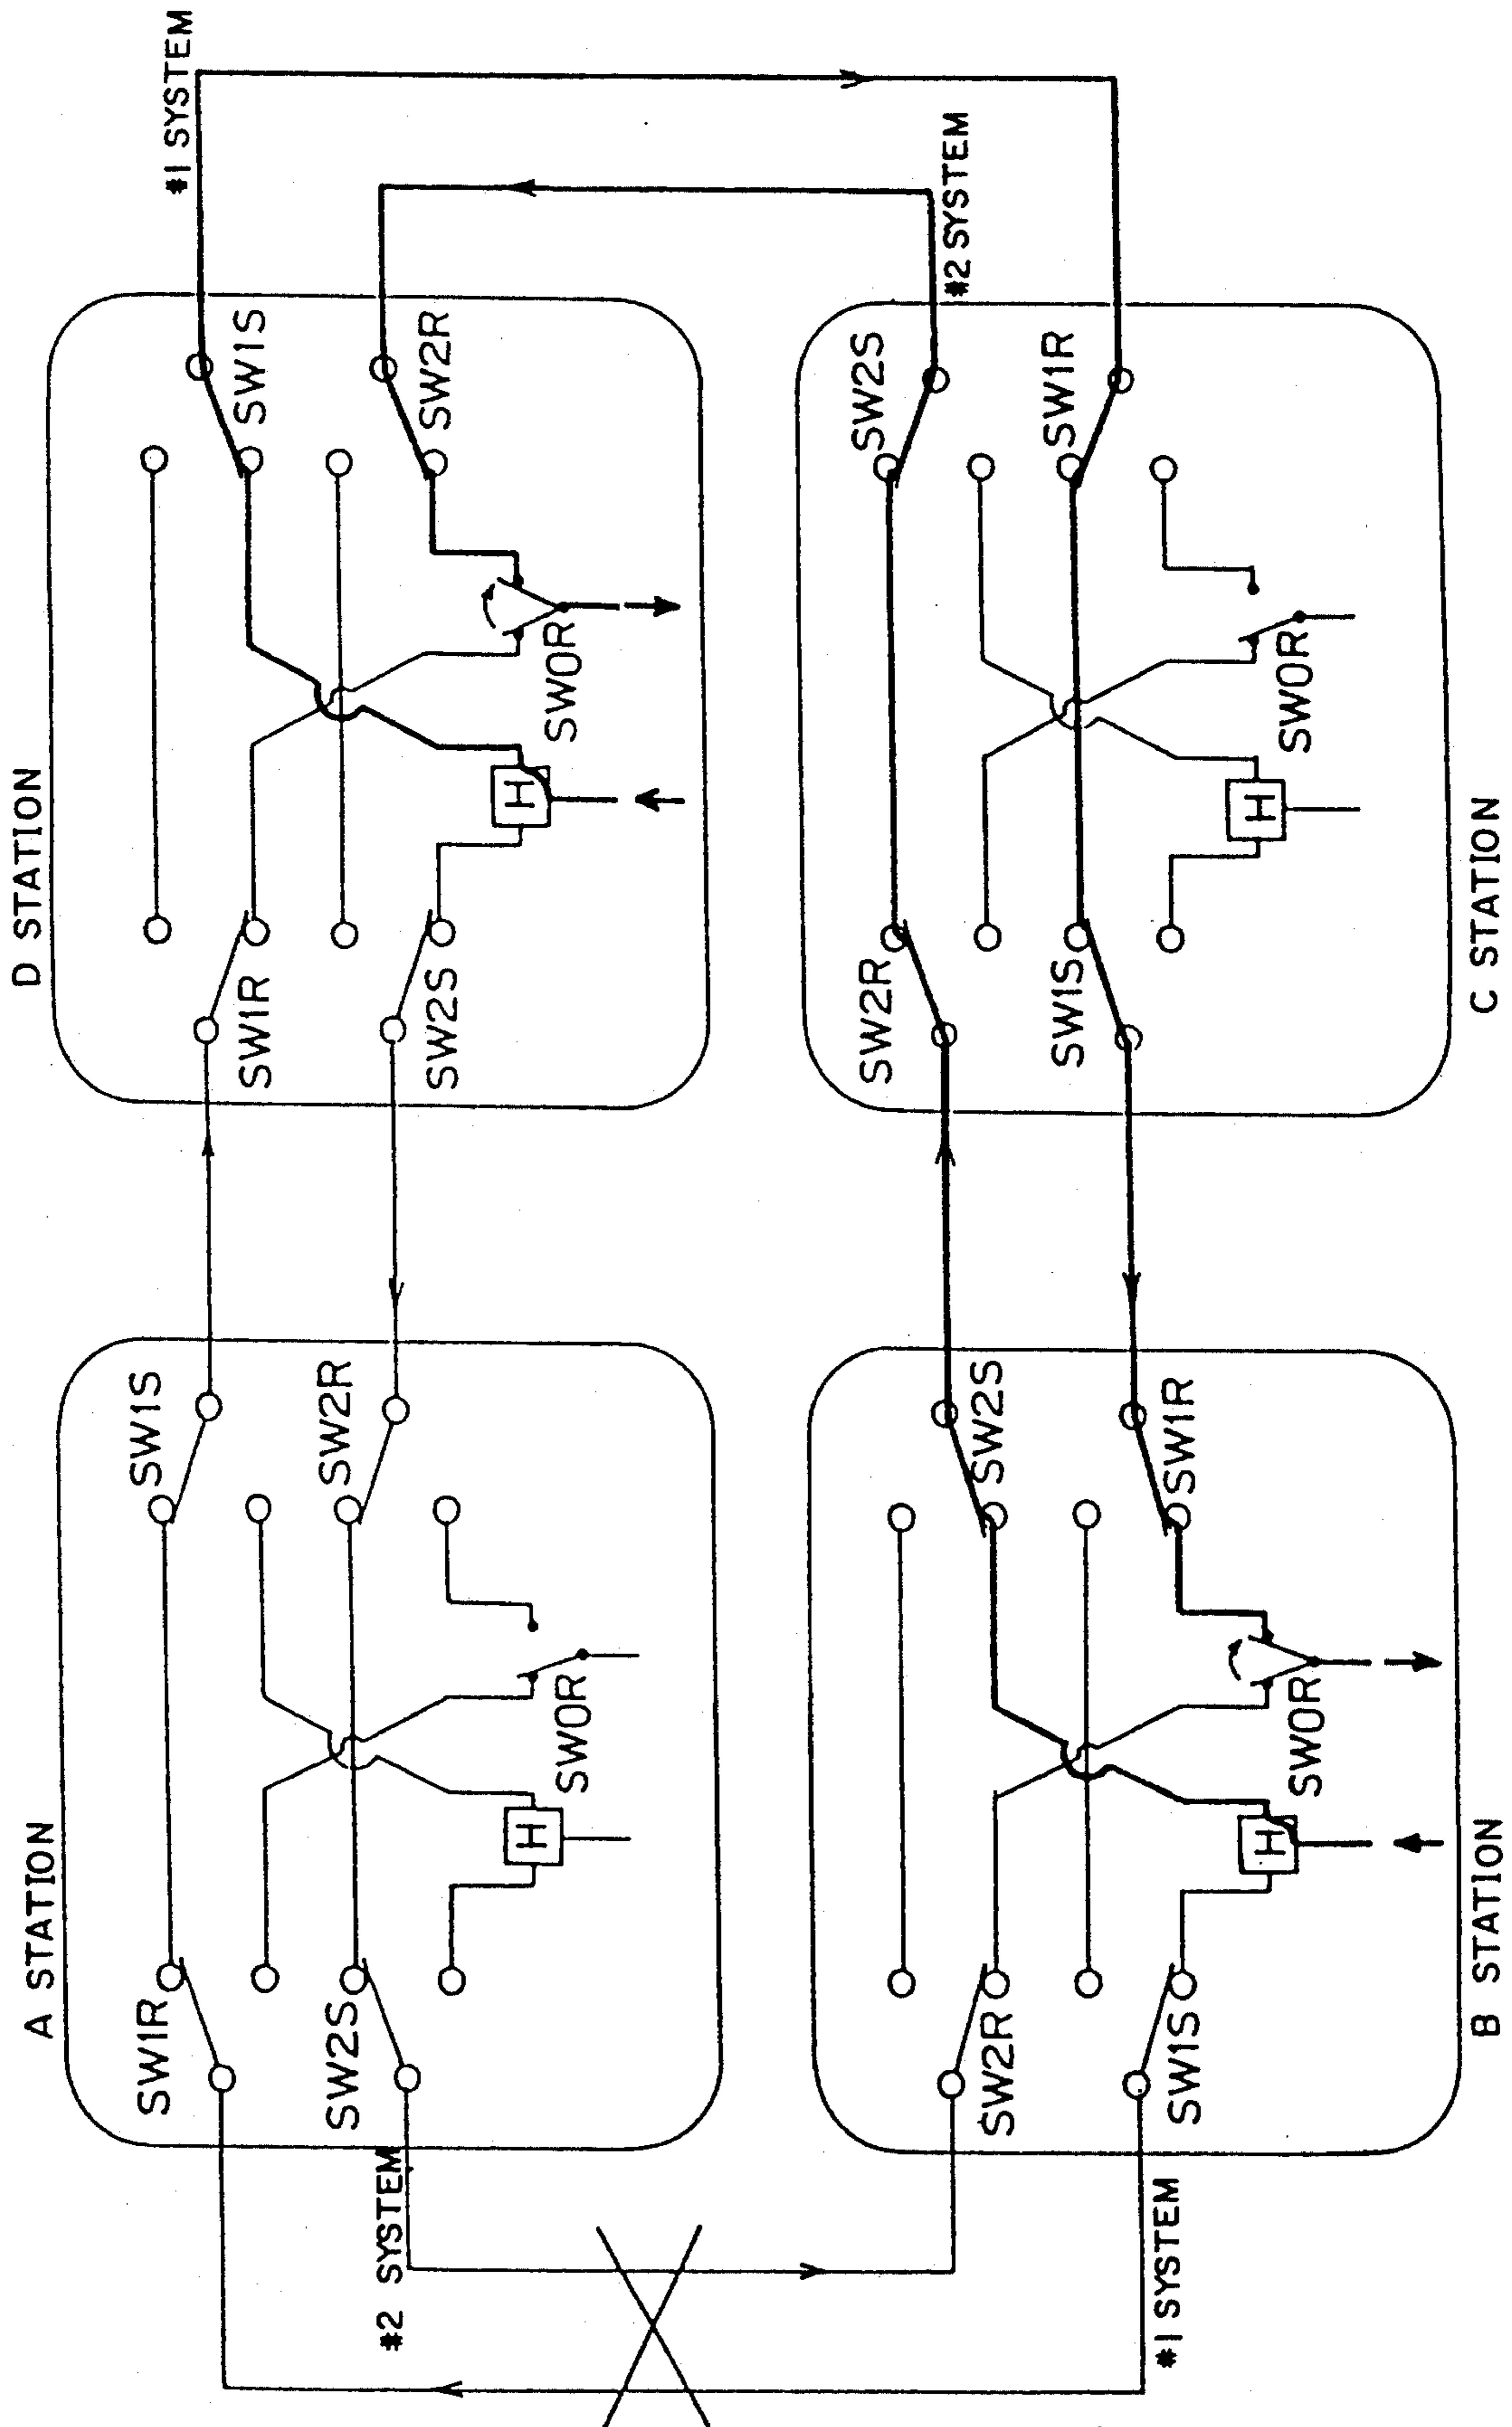 A STATION
SW1R
SW1S
SW2S
SW2R
H
SW0R
#2 SYSTEM
D STATION
SW1R
SW1S
SW2S
SW2R
H
SW0R
#1 SYSTEM
SW2R
SW2S
SW1S
SW1R
H
SW0R
#1 SYSTEM
B STATION
SW2R
SW2S
SW1S
SW1R
H
SW0R
#2 SYSTEM
C STATION